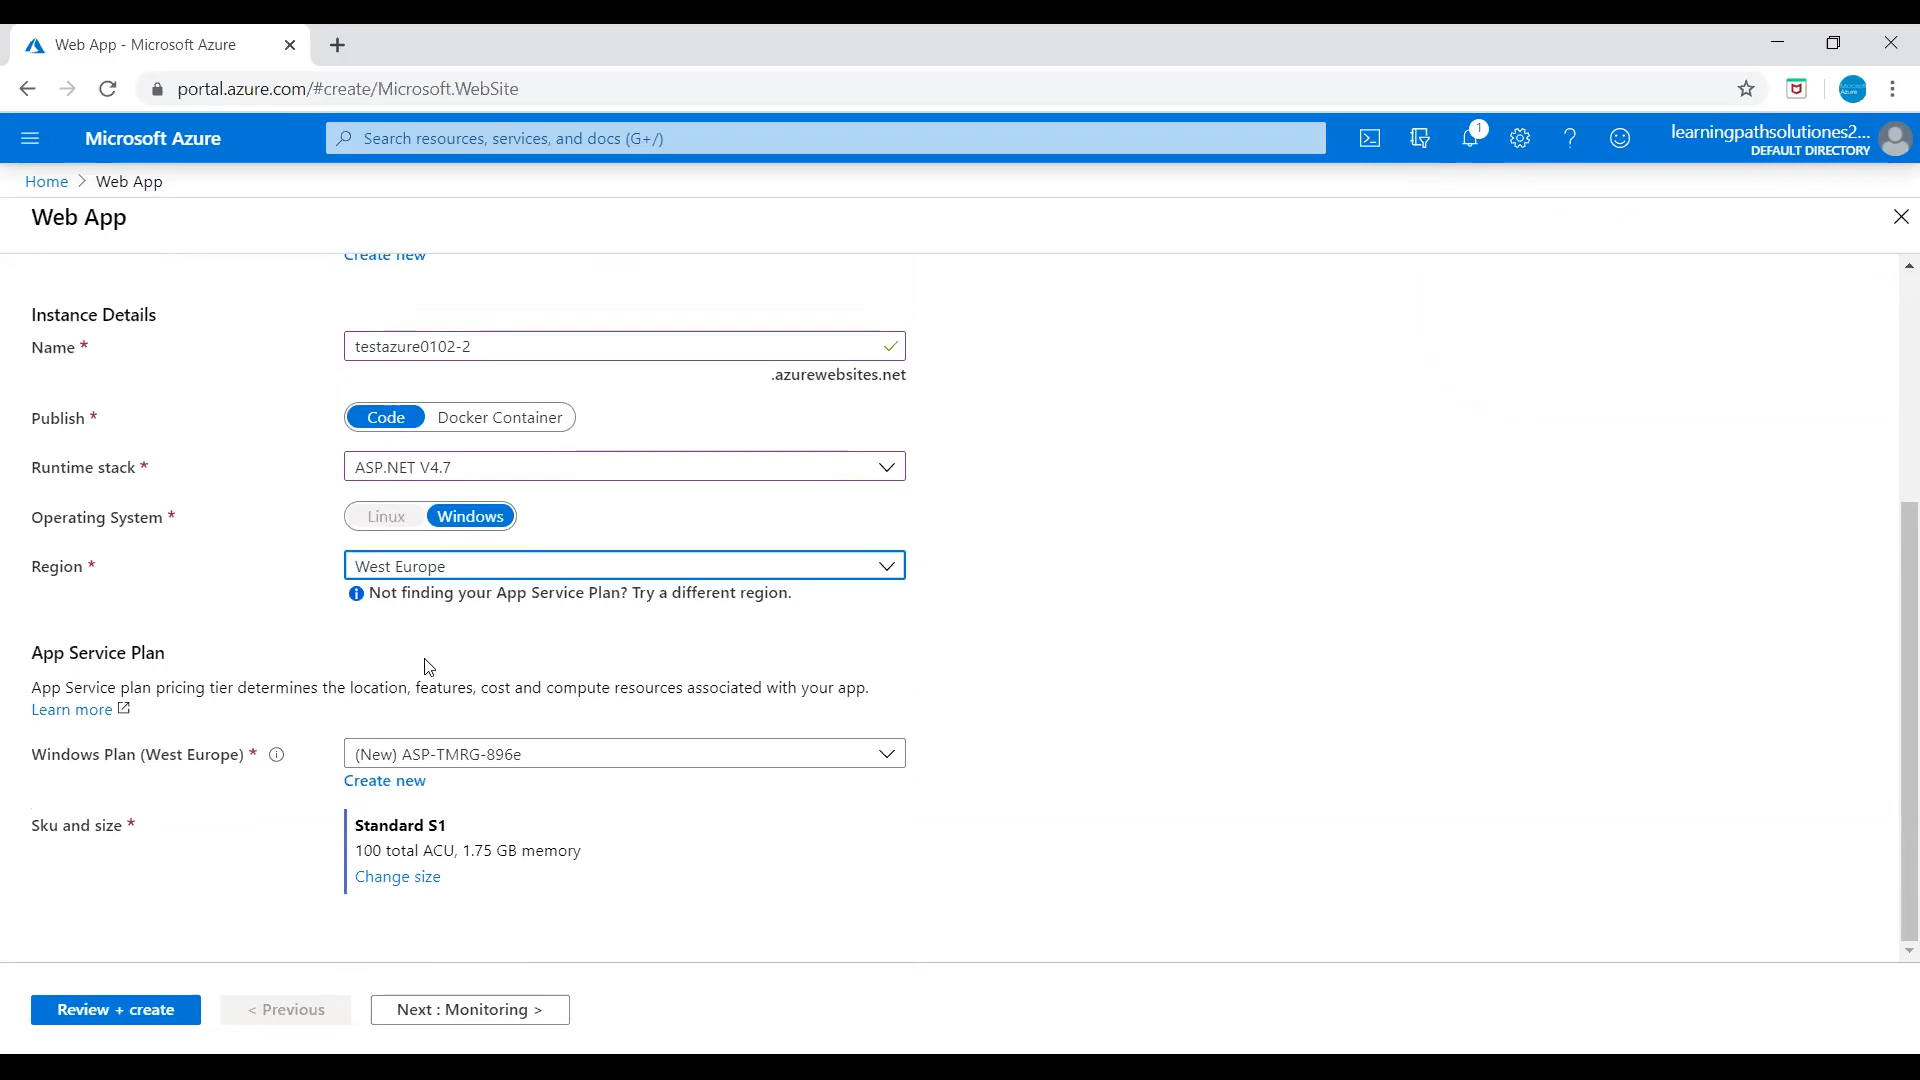 Web App - Microsoft Azure
portal.azure.com/#create/Microsoft.WebSite
Microsoft Azure
Search resources, services, and docs (G+/)
1
learningpathsolutiones2...
DEFAULT DIRECTORY
Home > Web App
Web App
Create new
Instance Details
Name *
testazure0102-2
.azurewebsites.net
Publish *
Code Docker Container
Runtime stack *
ASP.NET V4.7
Operating System *
Linux Windows
Region *
West Europe
Not finding your App Service Plan? Try a different region.
App Service Plan
App Service plan pricing tier determines the location, features, cost and compute resources associated with your app.
Learn more
Windows Plan (West Europe) *
(New) ASP-TMRG-896e
Create new
Sku and size *
Standard S1
100 total ACU, 1.75 GB memory
Change size
Review + create
< Previous
Next : Monitoring >